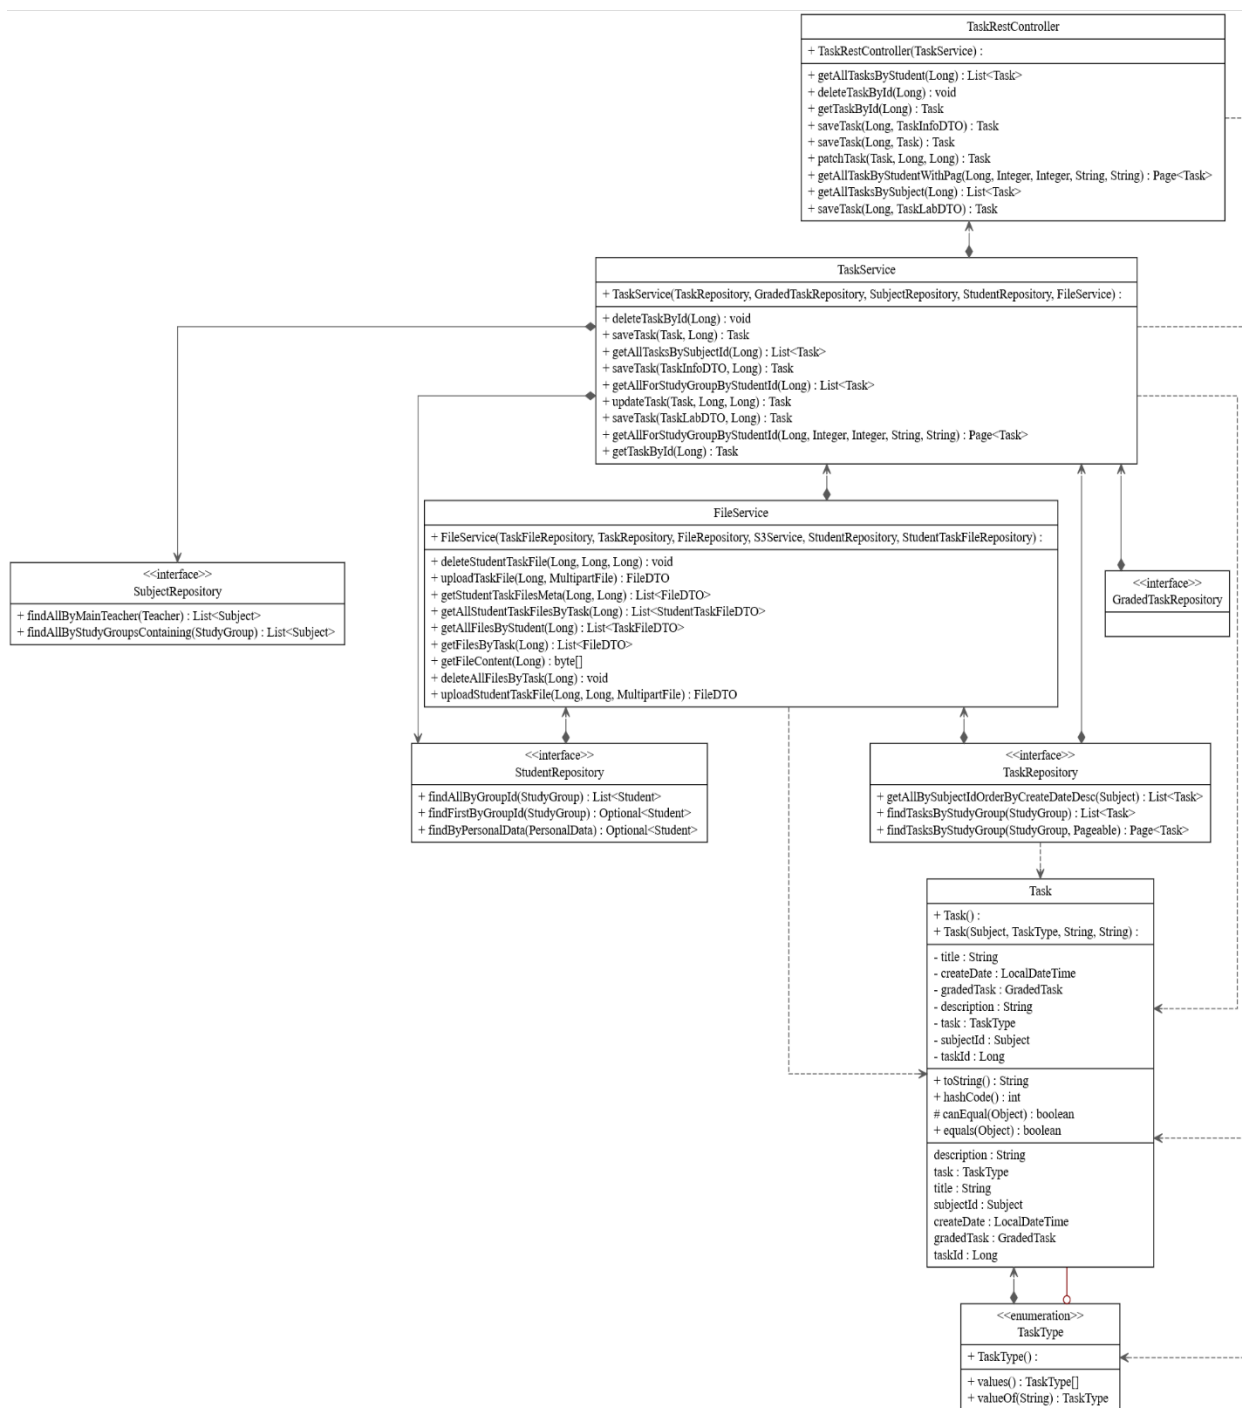 TaskRestController
+ TaskRestController(TaskService) :
+ getAllTasksByStudent(Long) : List<Task>
+ deleteTaskById(Long) : void
+ getTaskById(Long) : Task
+ saveTask(Long, TaskInfoDTO) : Task
+ saveTask(Long, Task) : Task
+ patchTask(Task, Long, Long) : Task
+ getAllTaskByStudentWithPag(Long, Integer, Integer, String, String) : Page<Task>
+ getAllTasksBySubject(Long) : List<Task>
+ saveTask(Long, TaskLabDTO) : Task
TaskService
+ TaskService(TaskRepository, GradedTaskRepository, SubjectRepository, StudentRepository, FileService) :
+ deleteTaskById(Long) : void
+ saveTask(Task, Long) : Task
+ getAllTasksBySubjectId(Long) : List<Task>
+ saveTask(TaskInfoDTO, Long) : Task
+ getAllForStudyGroupByStudentId(Long) : List<Task>
+ updateTask(Task, Long, Long) : Task
+ saveTask(TaskLabDTO, Long) : Task
+ getAllForStudyGroupByStudentId(Long, Integer, Integer, String, String) : Page<Task>
+ getTaskById(Long) : Task
FileService
+ FileService(TaskFileRepository, TaskRepository, FileRepository, S3Service, StudentRepository, StudentTaskFileRepository) :
+ deleteStudentTaskFile(Long, Long, Long) : void
+ uploadTaskFile(Long, MultipartFile) : FileDTO
+ getStudentTaskFilesMeta(Long, Long) : List<FileDTO>
+ getAllStudentTaskFilesByTask(Long) : List<StudentTaskFileDTO>
+ getAllFilesByStudent(Long) : List<TaskFileDTO>
+ getFilesByTask(Long) : List<FileDTO>
+ getFileContent(Long) : byte[]
+ deleteAllFilesByTask(Long) : void
+ uploadStudentTaskFile(Long, Long, MultipartFile) : FileDTO
<<interface>>
SubjectRepository
+ findAllByMainTeacher(Teacher) : List<Subject>
+ findAllByStudyGroupsContaining(StudyGroup) : List<Subject>
<<interface>>
GradedTaskRepository
<<interface>>
StudentRepository
+ findAllByGroupId(StudyGroup) : List<Student>
+ findFirstByGroupId(StudyGroup) : Optional<Student>
+ findByPersonalData(PersonalData) : Optional<Student>
<<interface>>
TaskRepository
+ getAllBySubjectIdOrderByCreateDateDesc(Subject) : List<Task>
+ findTasksByStudyGroup(StudyGroup) : List<Task>
+ findTasksByStudyGroup(StudyGroup, Pageable) : Page<Task>
Task
+ Task() :
+ Task(Subject, TaskType, String, String) :
- title : String
- createDate : LocalDateTime
- gradedTask : GradedTask
- description : String
- task : TaskType
- subjectId : Subject
- taskId : Long
+ toString() : String
+ hashCode() : int
# canEqual(Object) : boolean
+ equals(Object) : boolean
description : String
task : TaskType
title : String
subjectId : Subject
createDate : LocalDateTime
gradedTask : GradedTask
taskId : Long
<<enumeration>>
TaskType
+ TaskType() :
+ values() : TaskType[]
+ valueOf(String) : TaskType